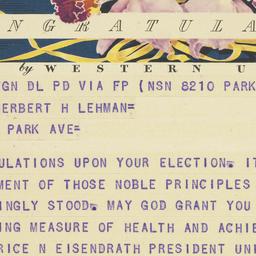 NGRATULA
by WESTERN U
GN DL PD VIA FP (NSN 8210 PARK
ERBERT H LEHMAN=
PARK AVE=
ULATIONS UPON YOUR ELECTION. IT
MENT OF THOSE NOBLE PRINCIPLES
INGLY STOOD. MAY GOD GRANT YOU
ING MEASURE OF HEALTH AND ACHIE
RICE N EISENDRATH PRESIDENT UNI